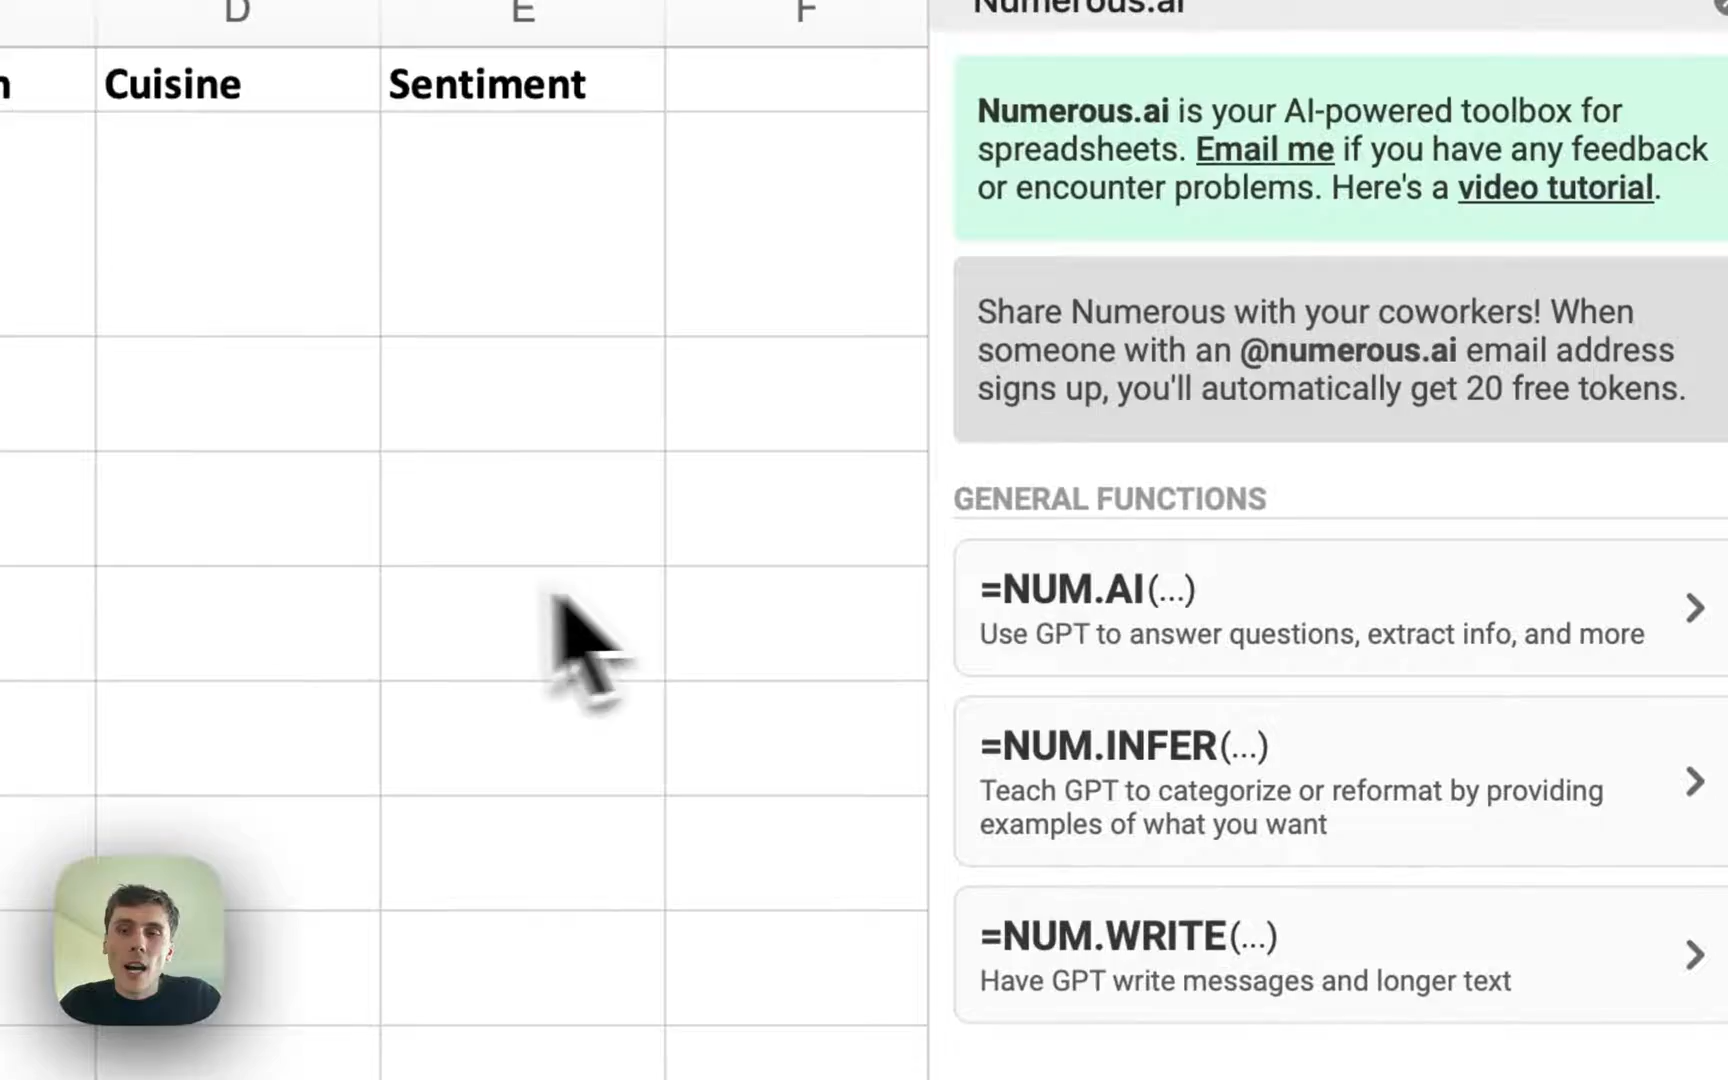 D E F
Numerous.ai
Cuisine Sentiment
Numerous.ai is your AI-powered toolbox for
spreadsheets. Email me if you have any feedback
or encounter problems. Here's a video tutorial.
Share Numerous with your coworkers! When
someone with an @numerous.ai email address
signs up, you'll automatically get 20 free tokens.
GENERAL FUNCTIONS
=NUM.AI(...)
Use GPT to answer questions, extract info, and more
=NUM.INFER(...)
Teach GPT to categorize or reformat by providing
examples of what you want
=NUM.WRITE(...)
Have GPT write messages and longer text